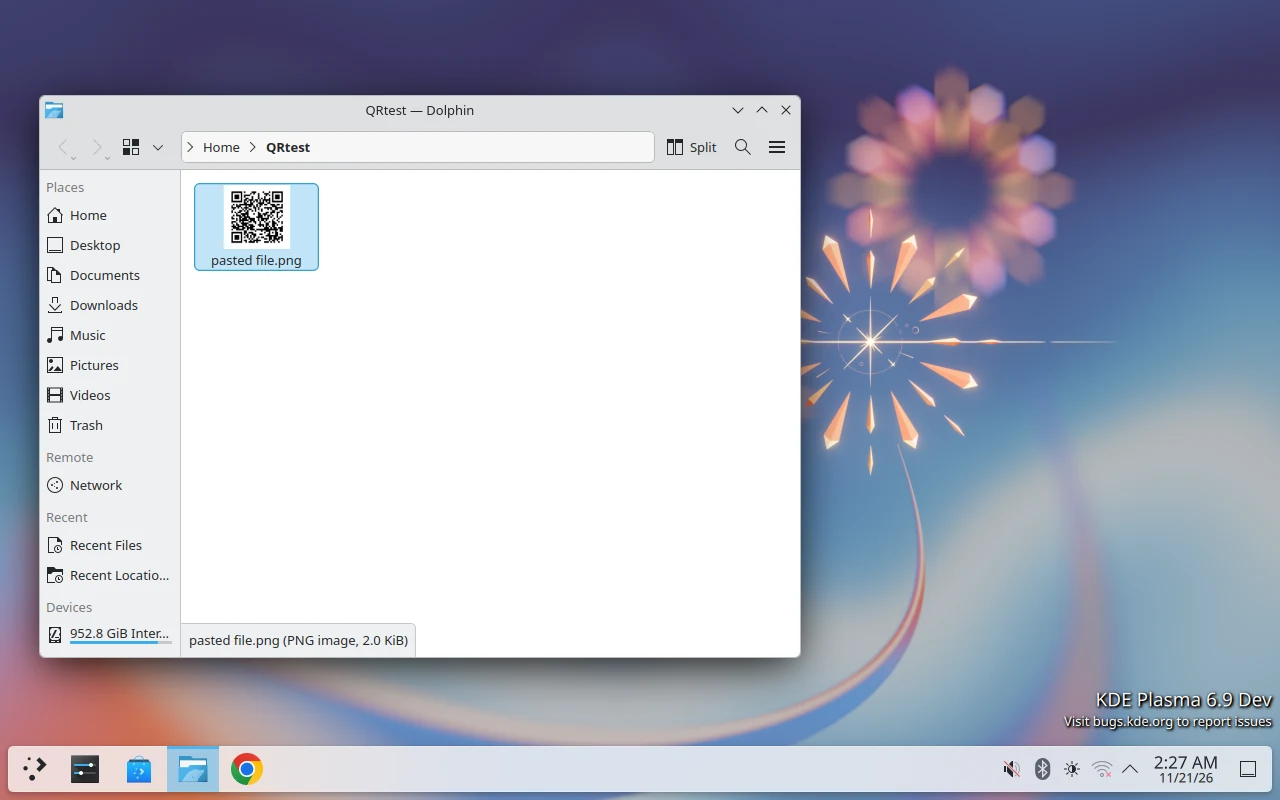 QRtest — Dolphin
Home QRtest
Split
Places
Home
Desktop
Documents
Downloads
Music
Pictures
Videos
Trash
Remote
Network
Recent
Recent Files
Recent Locatio...
Devices
952.8 GiB Inter...
pasted file.png
pasted file.png (PNG image, 2.0 KiB)
KDE Plasma 6.9 Dev
Visit bugs.kde.org to report issues
2:27 AM
11/21/26